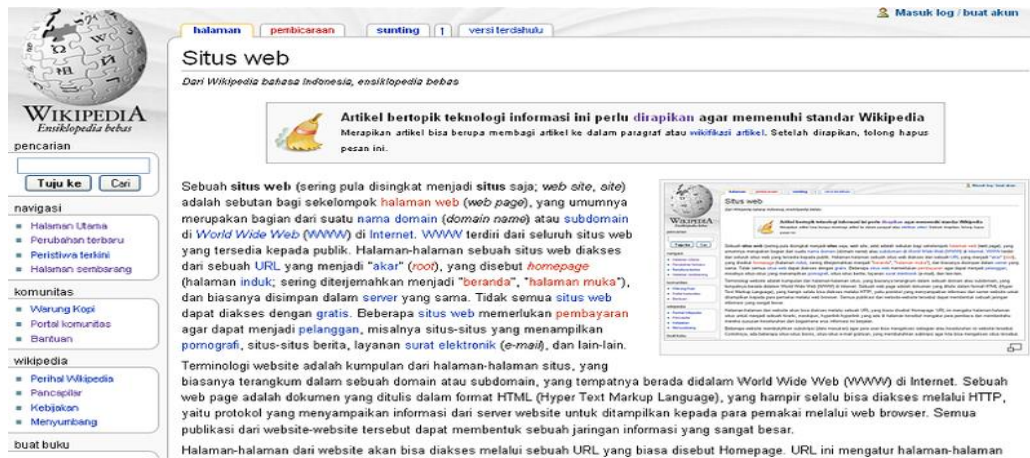 WIKIPEDIA
Ensiklopedia bebas
pencarian
Tuju ke Cari
navigasi
Halaman Utama
Perubahan terbaru
Peristiwa terkini
Halaman sembarang
komunitas
Warung Kopi
Portal komunitas
Bantuan
wikipedia
Perihal Wikipedia
Pancapilar
Kebijakan
Menyumbang
buat buku
Masuk log / buat akun
halaman pembicaraan sunting 1 versi terdahulu
Situs web
Dari Wikipedia bahasa Indonesia, ensiklopedia bebas
Artikel bertopik teknologi informasi ini perlu dirapikan agar memenuhi standar Wikipedia
Merapikan artikel bisa berupa membagi artikel ke dalam paragraf atau wikifikasi artikel. Setelah dirapikan, tolong hapus
pesan ini.
Sebuah situs web (sering pula disingkat menjadi situs saja; web site, site)
adalah sebutan bagi sekelompok halaman web (web page), yang umumnya
merupakan bagian dari suatu nama domain (domain name) atau subdomain
di World Wide Web (WWW) di Internet. WWW terdiri dari seluruh situs web
yang tersedia kepada publik. Halaman-halaman sebuah situs web diakses
dari sebuah URL yang menjadi "akar" (root), yang disebut homepage
(halaman induk; sering diterjemahkan menjadi "beranda", "halaman muka"),
dan biasanya disimpan dalam server yang sama. Tidak semua situs web
dapat diakses dengan gratis. Beberapa situs web memerlukan pembayaran
agar dapat menjadi pelanggan, misalnya situs-situs yang menampilkan
pornografi, situs-situs berita, layanan surat elektronik (e-mail), dan lain-lain.
Terminologi website adalah kumpulan dari halaman-halaman situs, yang
biasanya terangkum dalam sebuah domain atau subdomain, yang tempatnya berada didalam World Wide Web (WWW) di Internet. Sebuah
web page adalah dokumen yang ditulis dalam format HTML (Hyper Text Markup Language), yang hampir selalu bisa diakses melalui HTTP,
yaitu protokol yang menyampaikan informasi dari server website untuk ditampilkan kepada para pemakai melalui web browser. Semua
publikasi dari website-website tersebut dapat membentuk sebuah jaringan informasi yang sangat besar.
Halaman-halaman dari website akan bisa diakses melalui sebuah URL yang biasa disebut Homepage. URL ini mengatur halaman-halaman